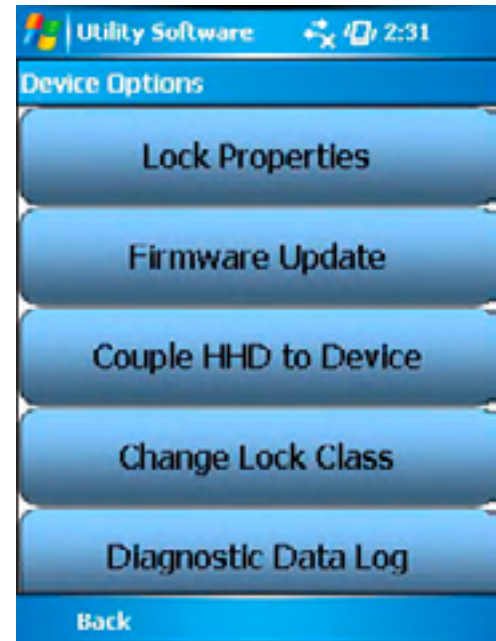 Utility Software 2:31
Device Options
Lock Properties
Firmware Update
Couple HHD to Device
Change Lock Class
Diagnostic Data Log
Back